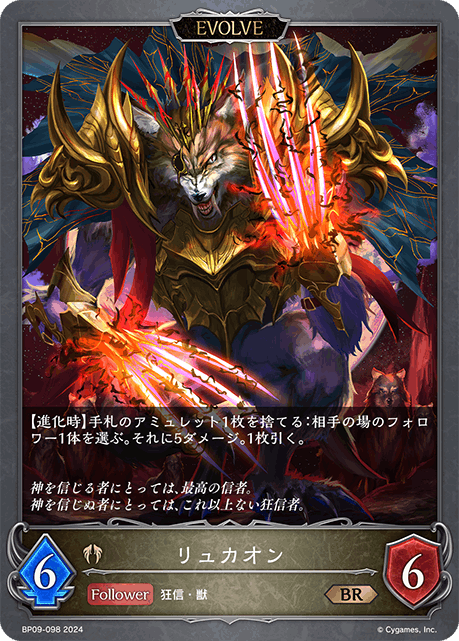 EVOLVE
【進化時】手札のアミュレット1枚を捨てる:相手の場のフォロ
ワー1体を選ぶ。それに5ダメージ。1枚引く。
神を信じる者にとっては、最高の信者。
神を信じぬ者にとっては、これ以上ない狂信者。
リュカオン
6
Follower 狂信・獣
BR
6
BP09-098 2024
© Cygames, Inc.